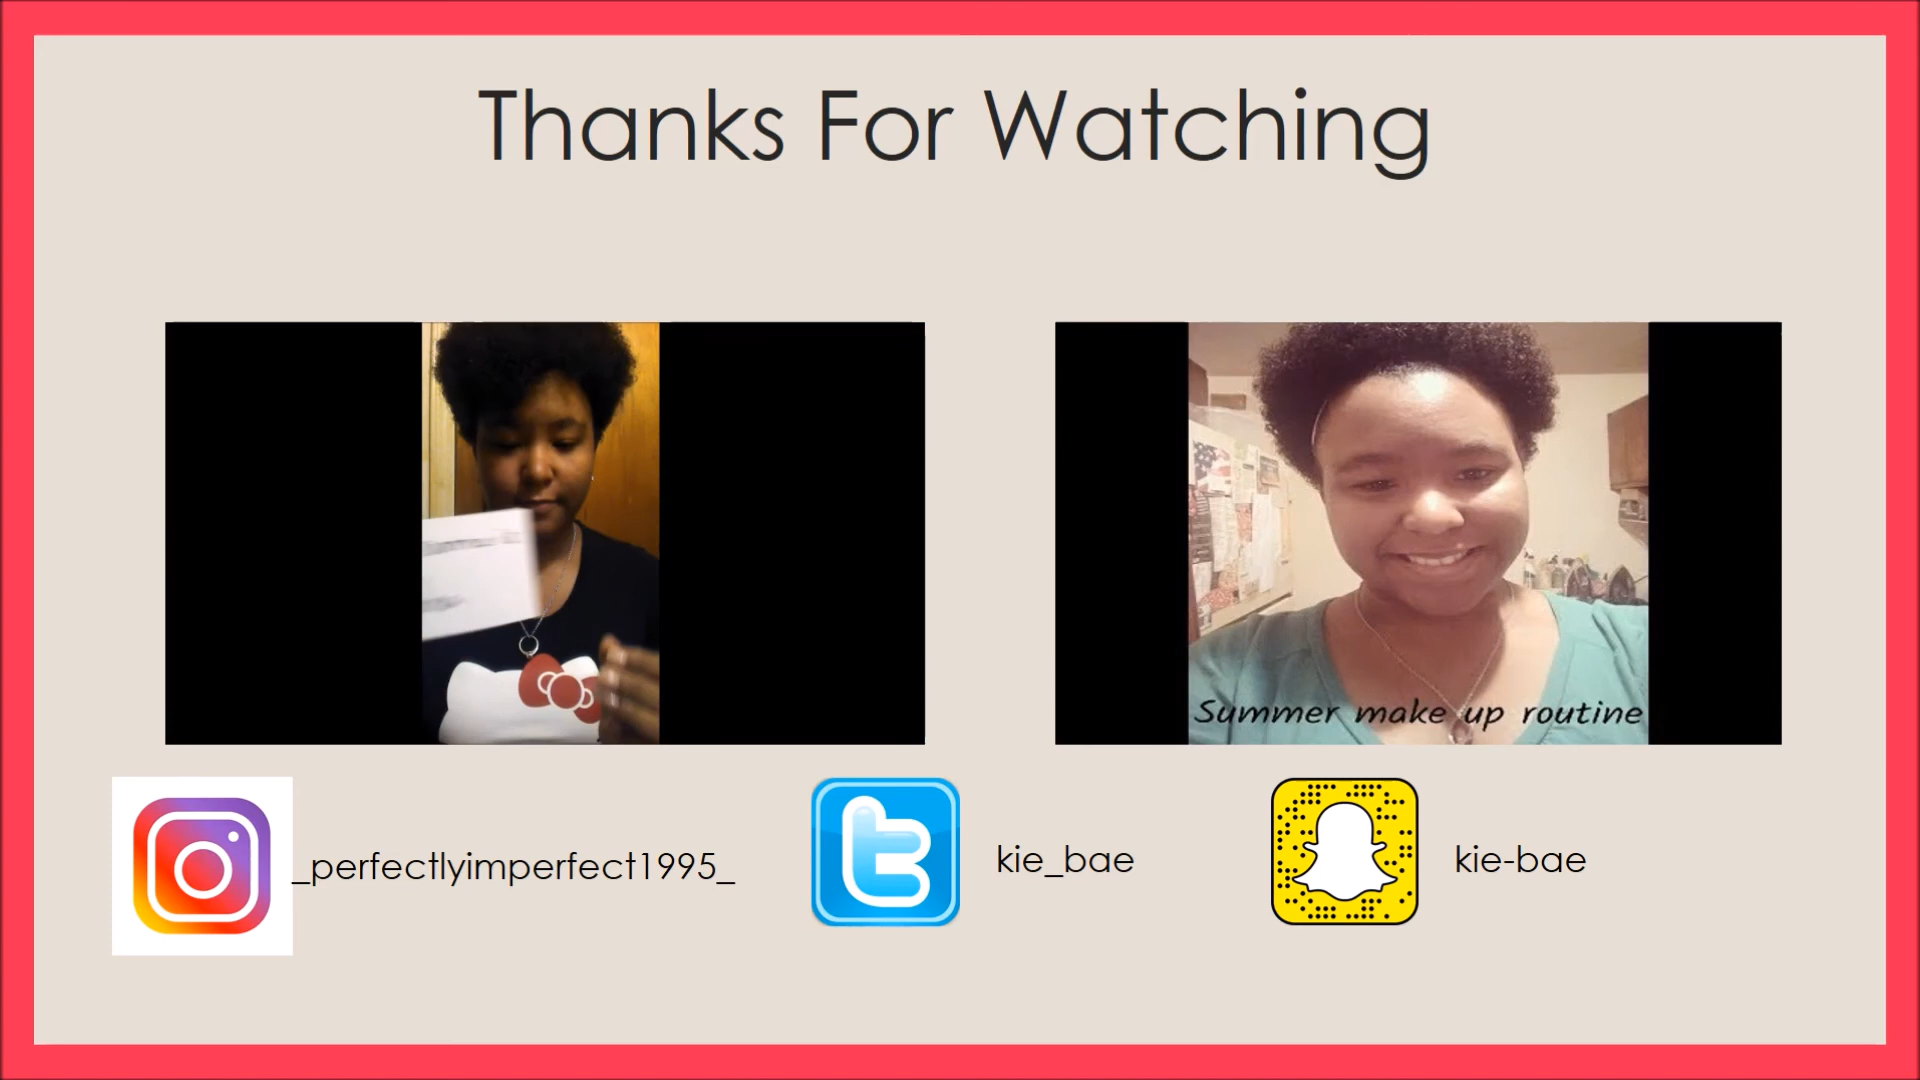 Thanks For Watching
Summer make up routine
_perfectlyimperfect1995_
kie_bae
kie-bae